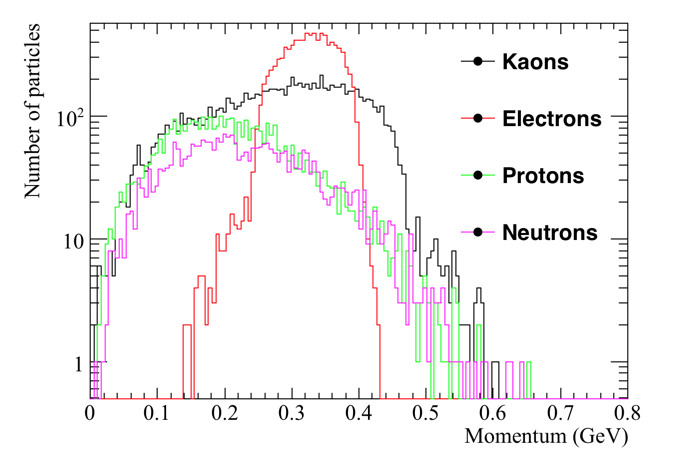 Number of particles
10²
10
1
Kaons
Electrons
Protons
Neutrons
0 0.1 0.2 0.3 0.4 0.5 0.6 0.7 0.8
Momentum (GeV)